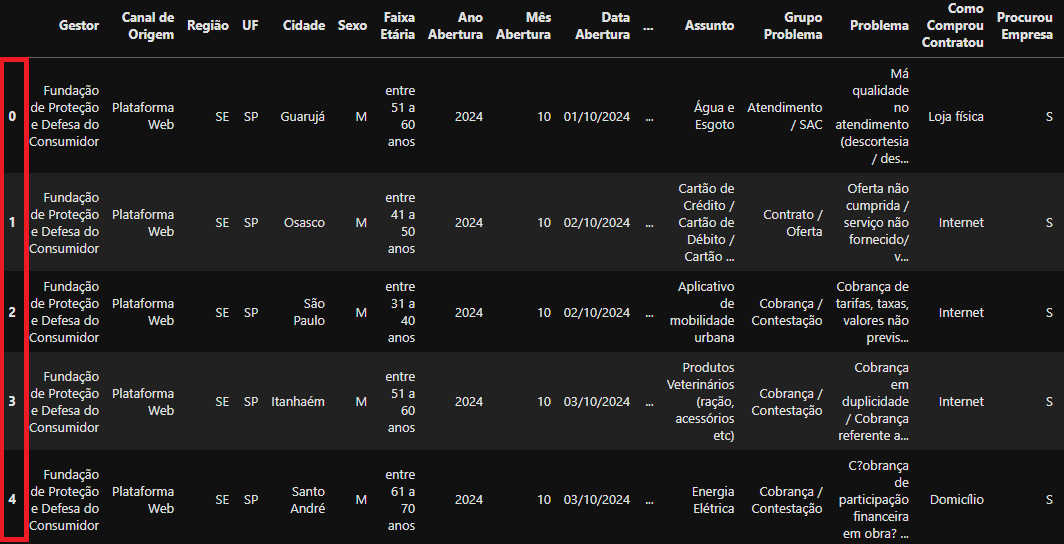 Gestor
Canal de
Origem
Região
UF
Cidade
Sexo
Faixa
Etária
Ano
Abertura
Mês
Abertura
Data
Abertura
...
Assunto
Grupo
Problema
Problema
Como
Comprou
Contratou
Procurou
Empresa
0
Fundação
de Proteção
e Defesa do
Consumidor
Plataforma
Web
SE
SP
Guarujá
M
entre
51 a
60
anos
2024
10
01/10/2024
...
Água e
Esgoto
Atendimento
/ SAC
Má
qualidade
no
atendimento
(descortesia
/ des...
Loja física
S
1
Fundação
de Proteção
e Defesa do
Consumidor
Plataforma
Web
SE
SP
Osasco
M
entre
41 a
50
anos
2024
10
02/10/2024
...
Cartão de
Crédito /
Cartão de
Débito /
Cartão ...
Contrato /
Oferta
Oferta não
cumprida /
serviço não
fornecido/
v...
Internet
S
2
Fundação
de Proteção
e Defesa do
Consumidor
Plataforma
Web
SE
SP
São
Paulo
M
entre
31 a
40
anos
2024
10
02/10/2024
...
Aplicativo
de
mobilidade
urbana
Cobrança /
Contestação
Cobrança de
tarifas, taxas,
valores não
previs...
Internet
S
3
Fundação
de Proteção
e Defesa do
Consumidor
Plataforma
Web
SE
SP
Itanhaém
M
entre
51 a
60
anos
2024
10
03/10/2024
...
Produtos
Veterinários
(ração,
acessórios
etc)
Cobrança /
Contestação
Cobrança
em
duplicidade
/ Cobrança
referente a...
Internet
S
4
Fundação
de Proteção
e Defesa do
Consumidor
Plataforma
Web
SE
SP
Santo
André
M
entre
61 a
70
anos
2024
10
03/10/2024
...
Energia
Elétrica
Cobrança /
Contestação
C?obrança
de
participação
financeira
em obra? ...
Domicílio
S